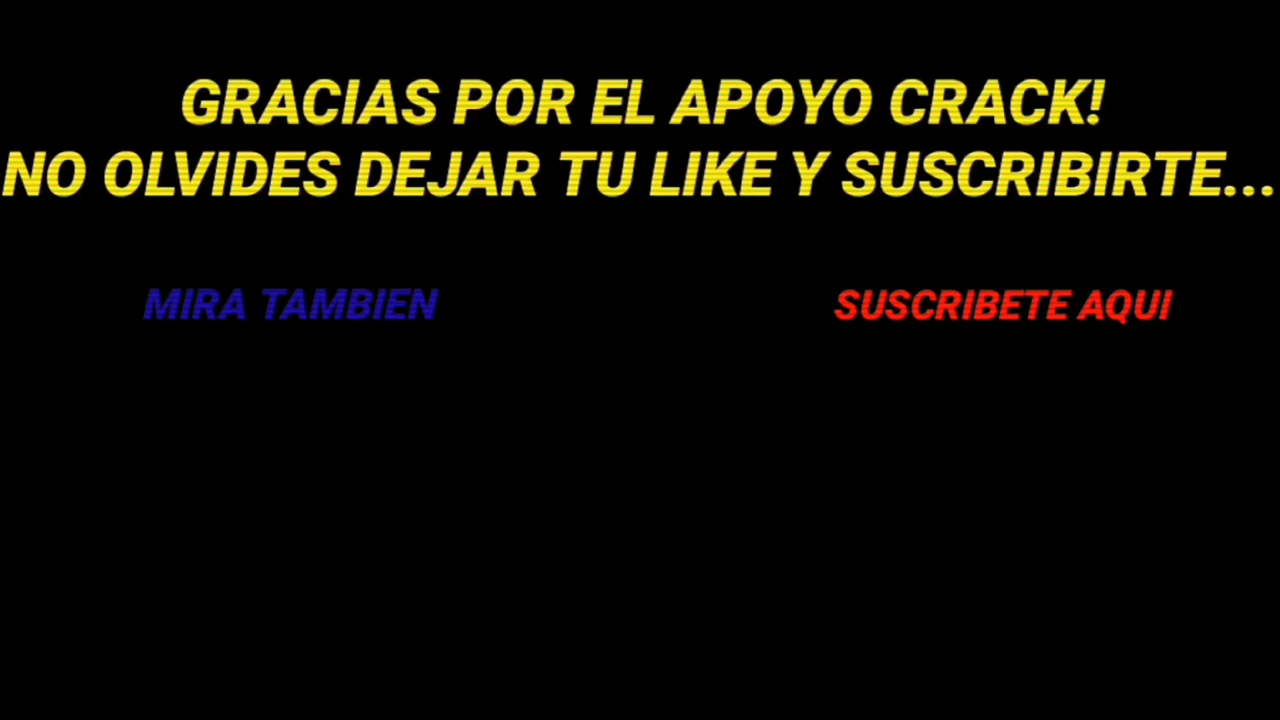 GRACIAS POR EL APOYO CRACK!
NO OLVIDES DEJAR TU LIKE Y SUSCRIBIRTE...
MIRA TAMBIEN
SUSCRIBETE AQUI